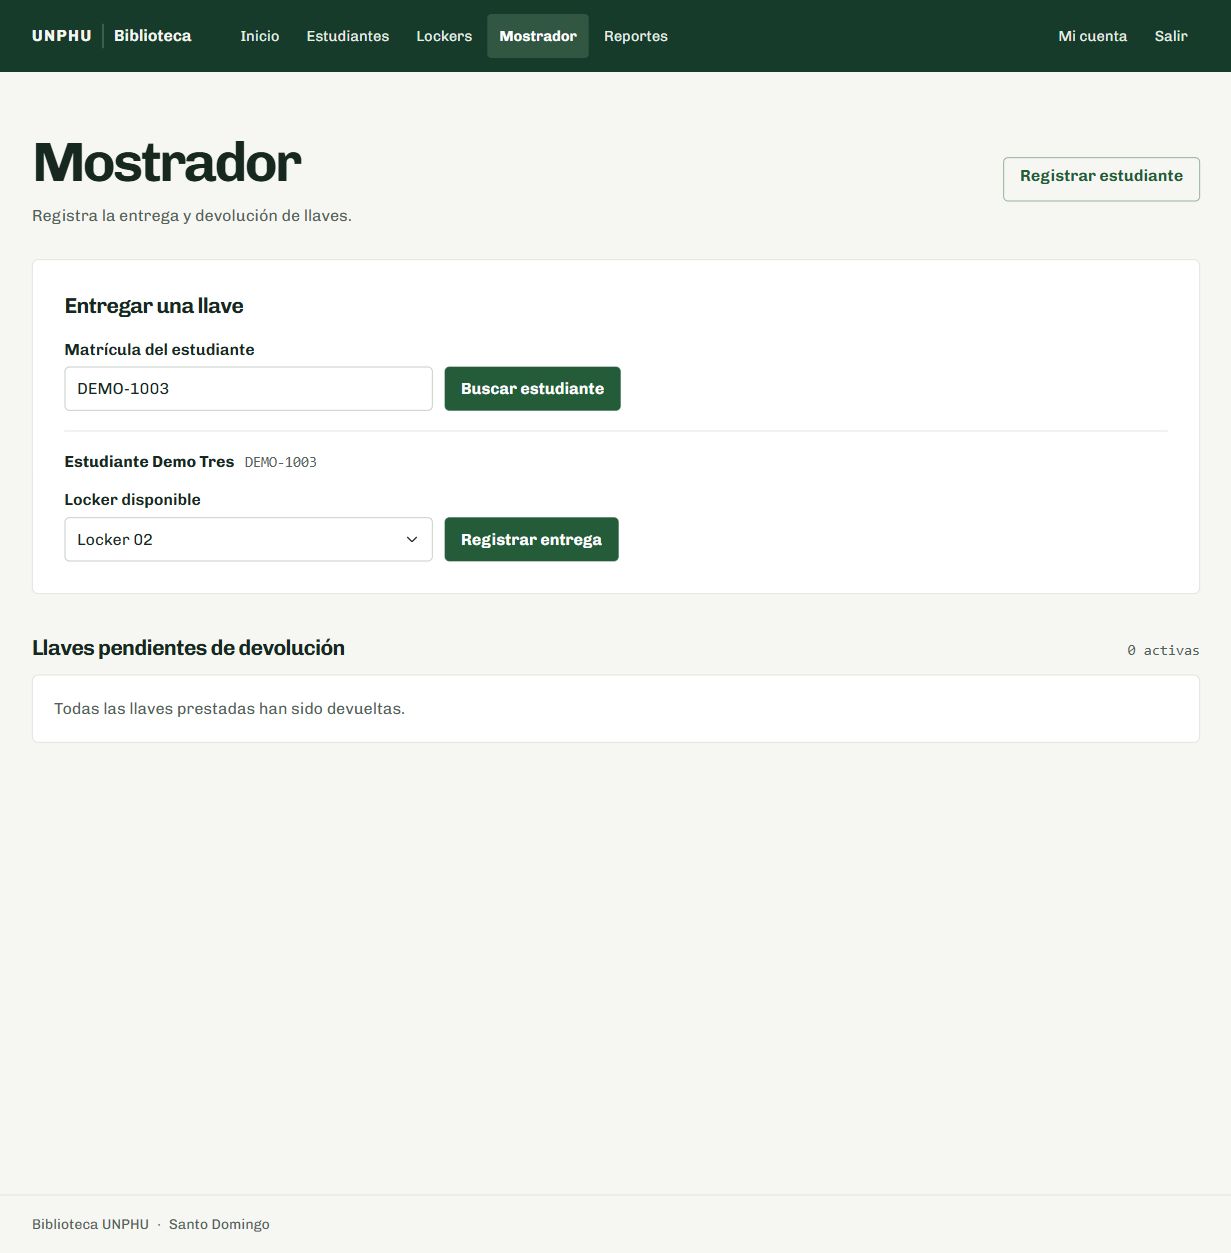 UNPHU Biblioteca Inicio Estudiantes Lockers Mostrador Reportes Mi cuenta Salir
Mostrador
Registrar estudiante
Registra la entrega y devolución de llaves.
Entregar una llave
Matrícula del estudiante
DEMO-1003 Buscar estudiante
Estudiante Demo Tres DEMO-1003
Locker disponible
Locker 02 Registrar entrega
Llaves pendientes de devolución 0 activas
Todas las llaves prestadas han sido devueltas.
Biblioteca UNPHU · Santo Domingo